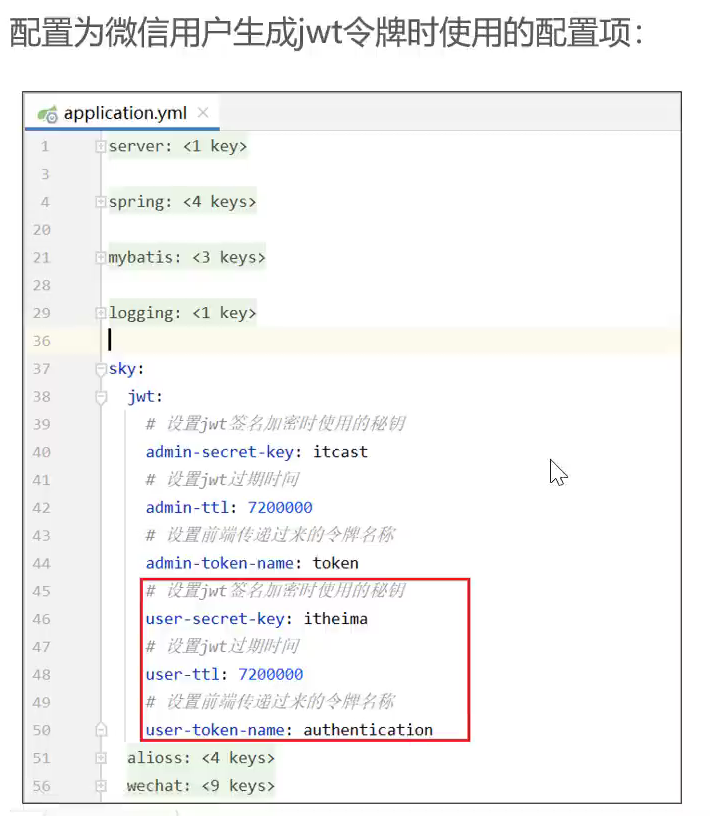 配置为微信用户生成jwt令牌时使用的配置项：
application.yml
1 server: <1 key>
3
4 spring: <4 keys>
20
21 mybatis: <3 keys>
28
29 logging: <1 key>
36
37 sky:
38 jwt:
39 # 设置jwt签名加密时使用的秘钥
40 admin-secret-key: itcast
41 # 设置jwt过期时间
42 admin-ttl: 7200000
43 # 设置前端传递过来的令牌名称
44 admin-token-name: token
45 # 设置jwt签名加密时使用的秘钥
46 user-secret-key: itheima
47 # 设置jwt过期时间
48 user-ttl: 7200000
49 # 设置前端传递过来的令牌名称
50 user-token-name: authentication
51 alioss: <4 keys>
56 wechat: <9 keys>